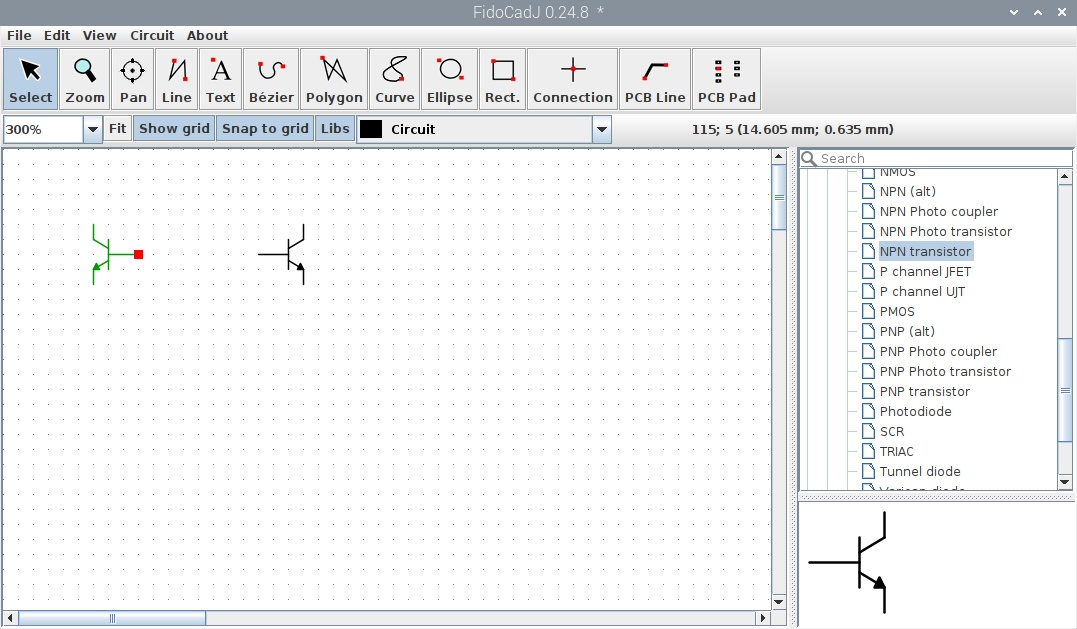 FidoCadJ 0.24.8 *
File Edit View Circuit About
Select Zoom Pan Line Text Bézier Polygon Curve Ellipse Rect. Connection PCB Line PCB Pad
300% Fit Show grid Snap to grid Libs Circuit 115; 5 (14.605 mm; 0.635 mm)
Search
NMOS
NPN (alt)
NPN Photo coupler
NPN Photo transistor
NPN transistor
P channel JFET
P channel UJT
PMOS
PNP (alt)
PNP Photo coupler
PNP Photo transistor
PNP transistor
Photodiode
SCR
TRIAC
Tunnel diode